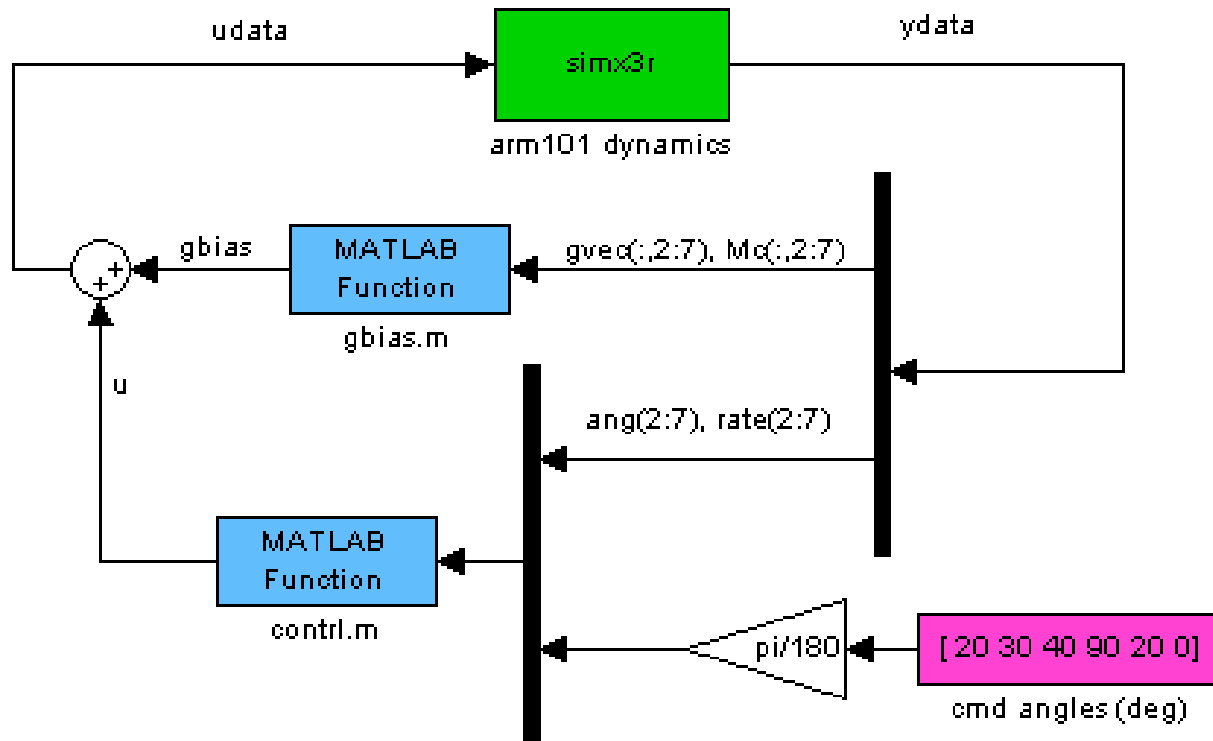 udata
ydata
simx3r
arm101 dynamics
gbias
MATLAB
Function
gvec(:,2:7), Mc(:,2:7)
+
+
gbias.m
u
ang(2:7), rate(2:7)
MATLAB
Function
contrl.m
pi/180
[ 20 30 40 90 20 0]
cmd angles (deg)